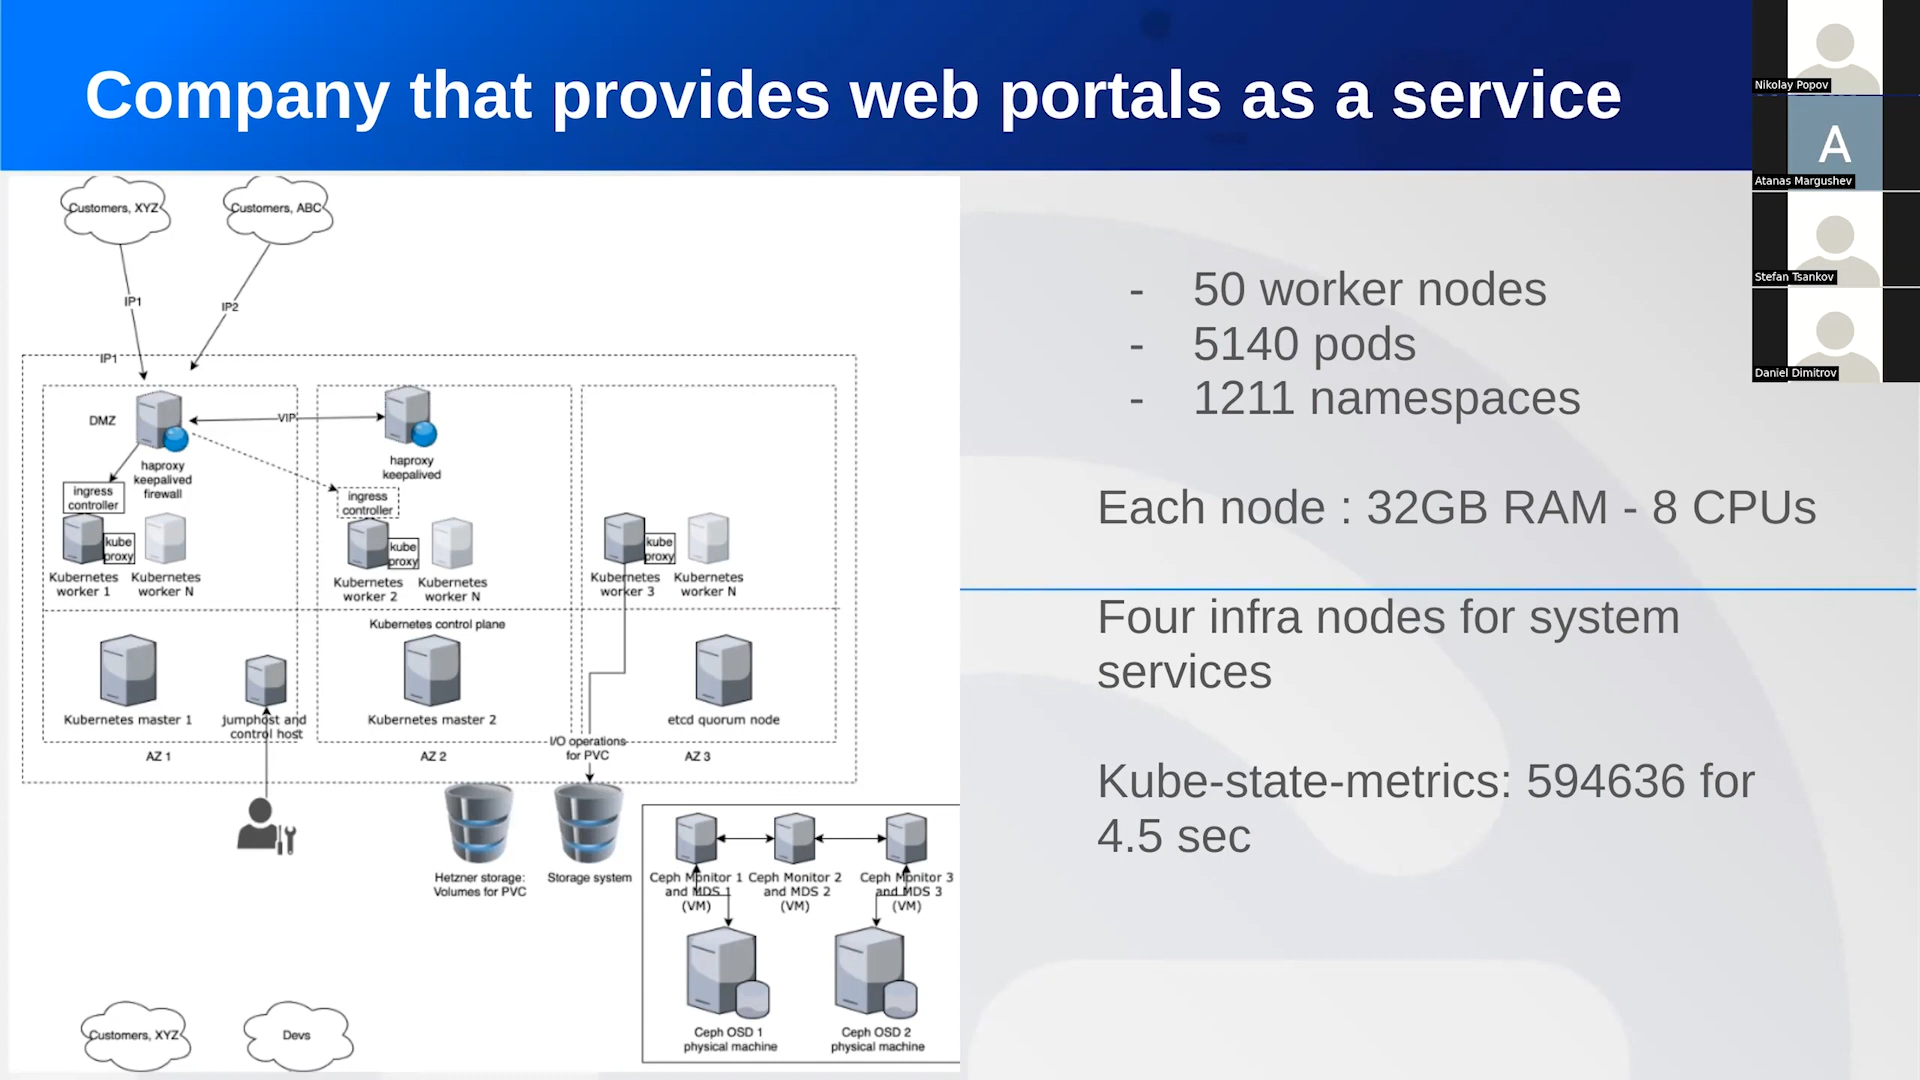 Company that provides web portals as a service
Nikolay Popov
A
Atanas Margushev
Stefan Tsankov
Daniel Dimitrov
Customers, XYZ
Customers, ABC
IP1
IP2
IP1
DMZ
VIP
haproxy
keepalived
firewall
haproxy
keepalived
ingress
controller
ingress
controller
kube
proxy
kube
proxy
kube
proxy
Kubernetes
worker 1
Kubernetes
worker N
Kubernetes
worker 2
Kubernetes
worker N
Kubernetes
worker 3
Kubernetes
worker N
Kubernetes control plane
Kubernetes master 1
jumphost and
control host
Kubernetes master 2
etcd quorum node
AZ 1
AZ 2
I/O operations
for PVC
AZ 3
Hetzner storage:
Volumes for PVC
Storage system
Ceph Monitor 1
and MDS 1
(VM)
Ceph Monitor 2
and MDS 2
(VM)
Ceph Monitor 3
and MDS 3
(VM)
Ceph OSD 1
physical machine
Ceph OSD 2
physical machine
Customers, XYZ
Devs
- 50 worker nodes
- 5140 pods
- 1211 namespaces
Each node : 32GB RAM - 8 CPUs
Four infra nodes for system
services
Kube-state-metrics: 594636 for
4.5 sec